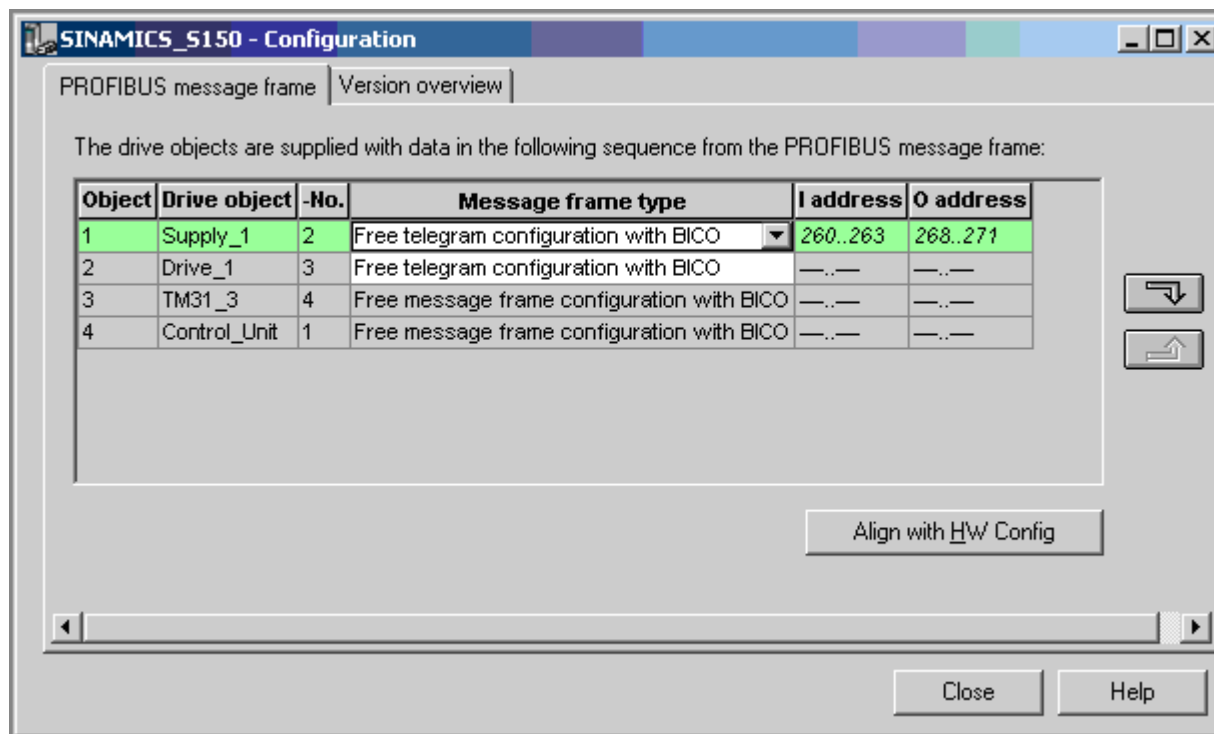 SINAMICS_S150 - Configuration
PROFIBUS message frame Version overview
The drive objects are supplied with data in the following sequence from the PROFIBUS message frame:
Object Drive object -No. Message frame type I address O address
1 Supply_1 2 Free telegram configuration with BICO 260..263 268..271
2 Drive_1 3 Free telegram configuration with BICO —..— —..—
3 TM31_3 4 Free message frame configuration with BICO —..— —..—
4 Control_Unit 1 Free message frame configuration with BICO —..— —..—
Align with HW Config
Close Help